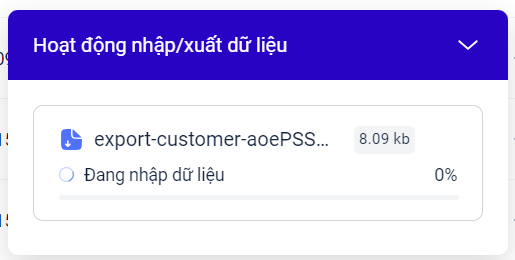 Hoạt động nhập/xuất dữ liệu
export-customer-aoePSS...
8.09 kb
Đang nhập dữ liệu
0%